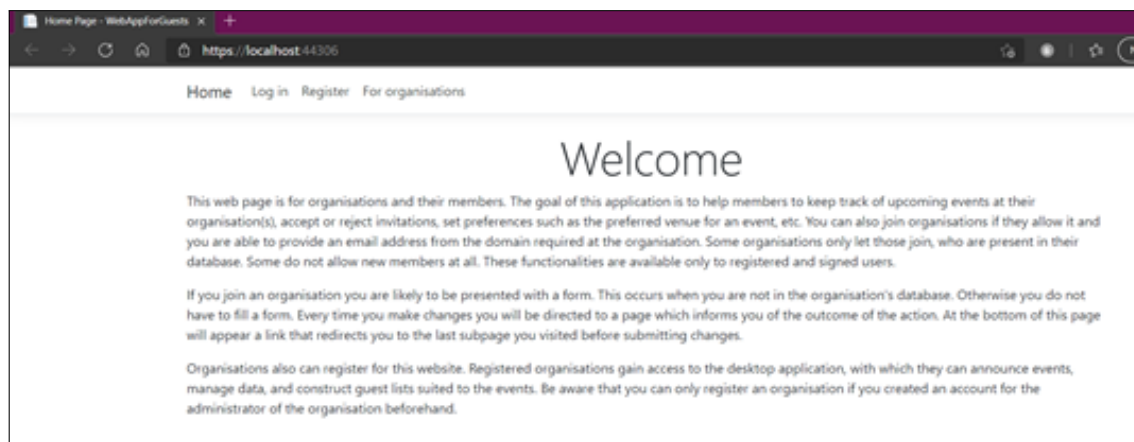 Home Page - WebAppForGuests
https://localhost:44306
Home Log in Register For organisations
Welcome
This web page is for organisations and their members. The goal of this application is to help members to keep track of upcoming events at their
organisation(s), accept or reject invitations, set preferences such as the preferred venue for an event, etc. You can also join organisations if they allow it and
you are able to provide an email address from the domain required at the organisation. Some organisations only let those join, who are present in their
database. Some do not allow new members at all. These functionalities are available only to registered and signed users.
If you join an organisation you are likely to be presented with a form. This occurs when you are not in the organisation's database. Otherwise you do not
have to fill a form. Every time you make changes you will be directed to a page which informs you of the outcome of the action. At the bottom of this page
will appear a link that redirects you to the last subpage you visited before submitting changes.
Organisations also can register for this website. Registered organisations gain access to the desktop application, with which they can announce events,
manage data, and construct guest lists suited to the events. Be aware that you can only register an organisation if you created an account for the
administrator of the organisation beforehand.